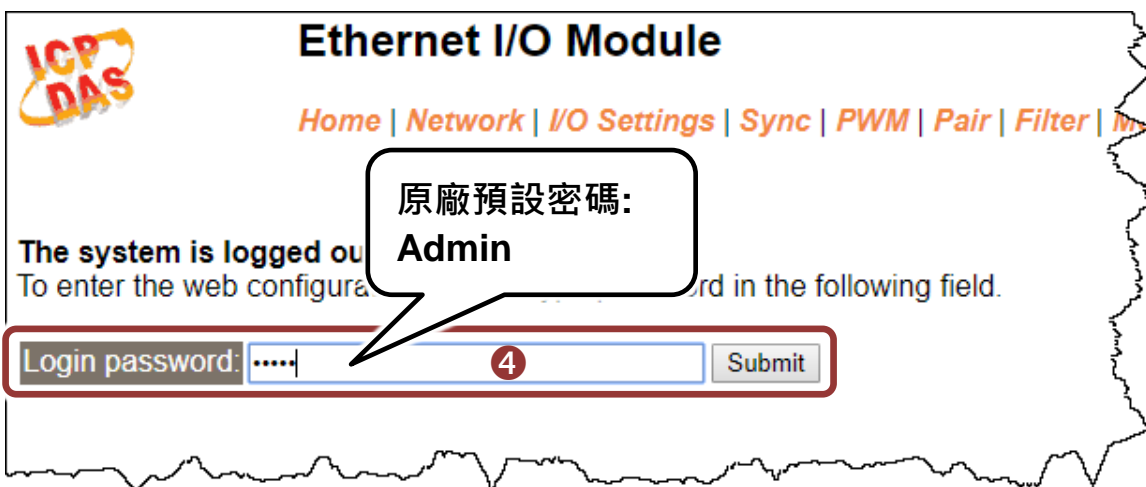 ICP
DAS
Ethernet I/O Module
Home | Network | I/O Settings | Sync | PWM | Pair | Filter |
原廠預設密碼:
Admin
The system is logged ou
To enter the web configura rd in the following field.
Login password: ••••• 4 Submit